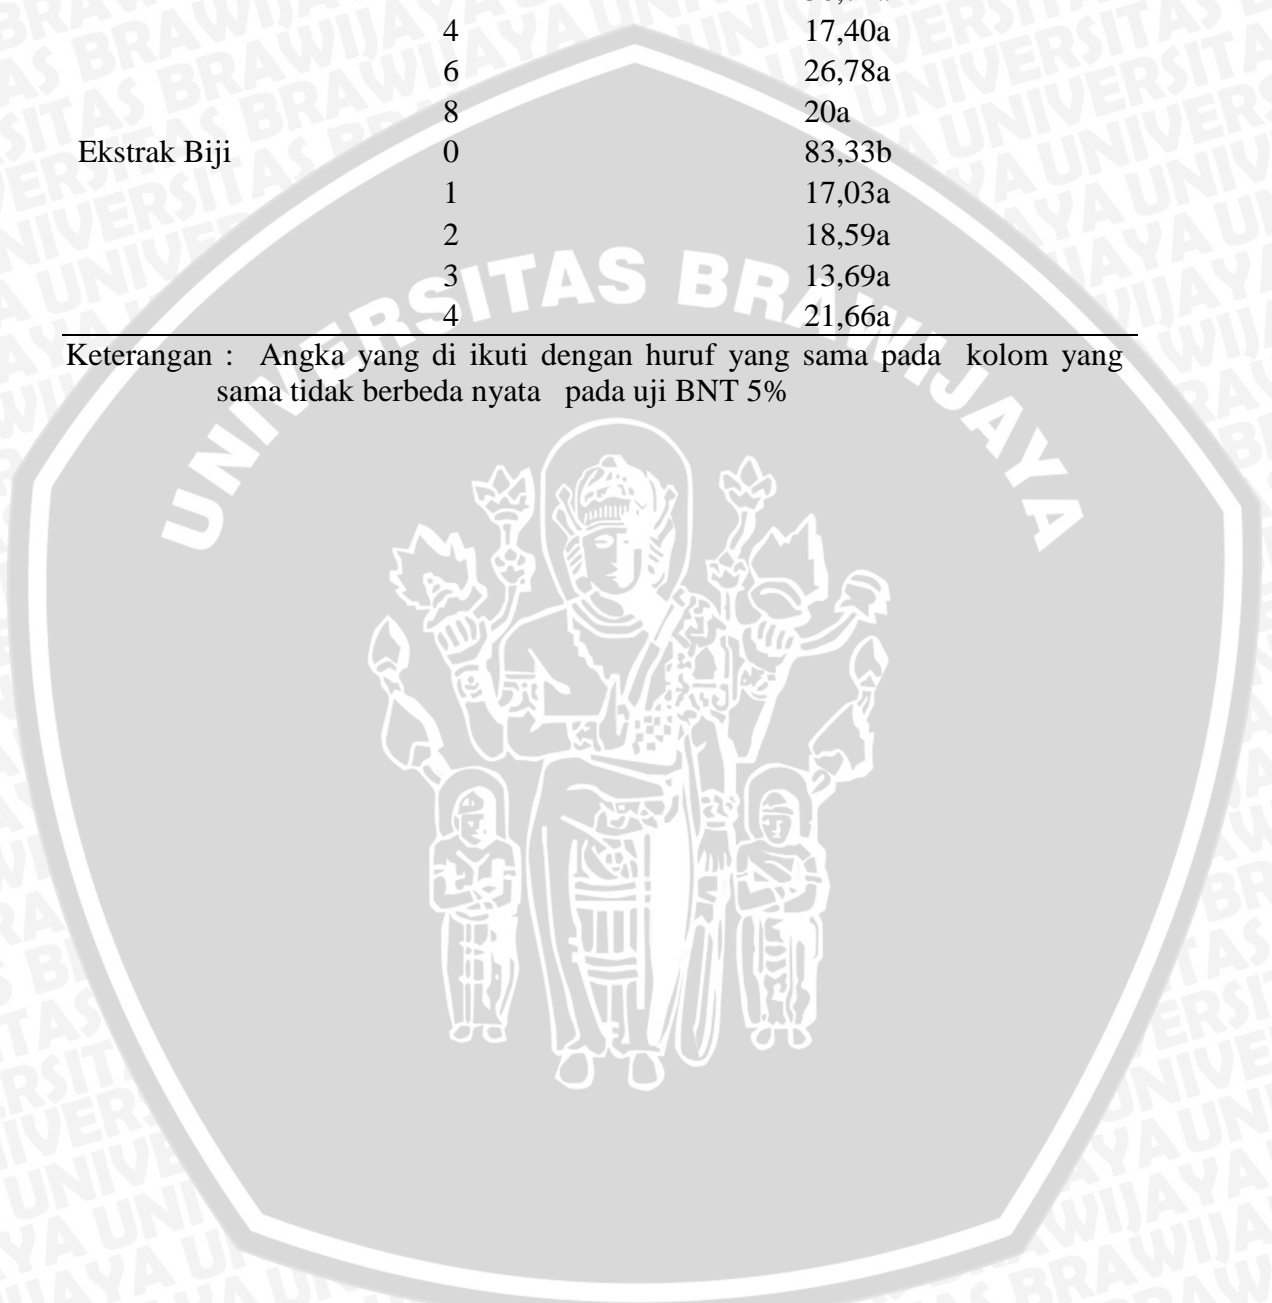 4 17,40a
6 26,78a
8 20a
Ekstrak Biji 0 83,33b
1 17,03a
2 18,59a
3 13,69a
4 21,66a
Keterangan : Angka yang di ikuti dengan huruf yang sama pada kolom yang
sama tidak berbeda nyata pada uji BNT 5%
UNIVERSITAS BRAWIJAYA